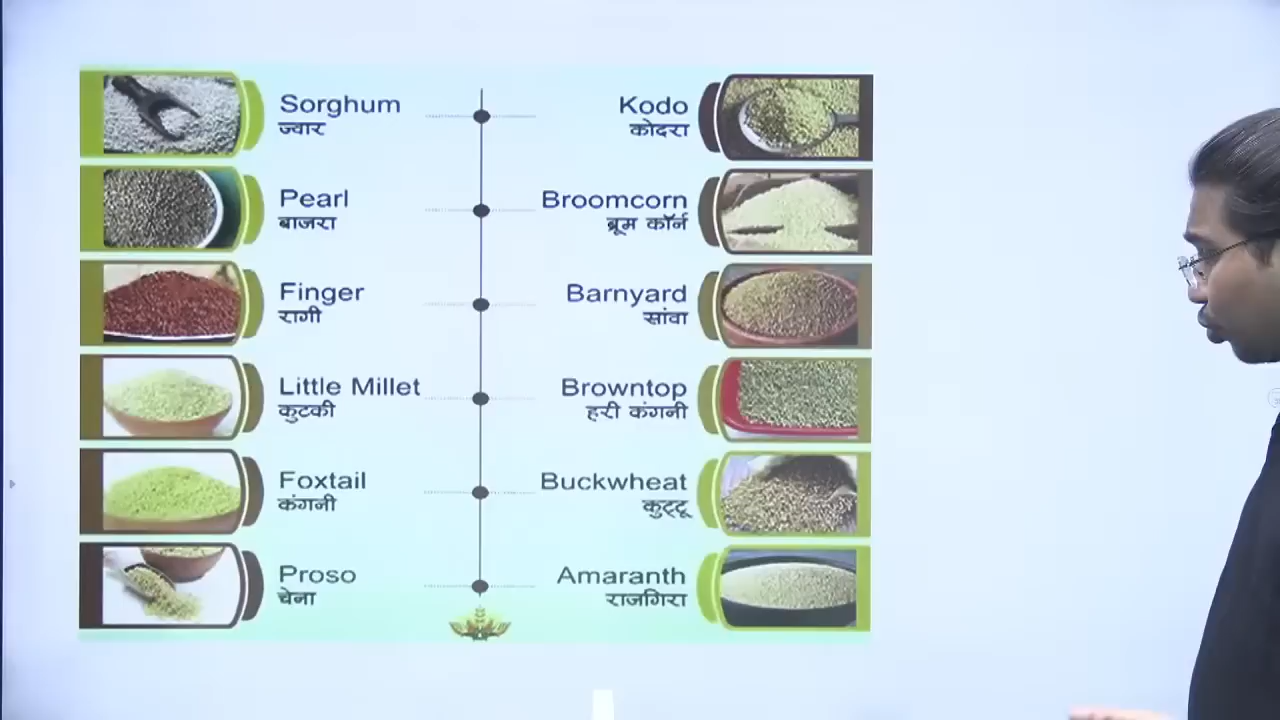 Sorghum
ज्वार
Pearl
बाजरा
Finger
रागी
Little Millet
कुटकी
Foxtail
कंगनी
Proso
चेना
Kodo
कोदरा
Broomcorn
ब्रूम कॉर्न
Barnyard
सांवा
Browntop
हरी कंगनी
Buckwheat
कुट्टू
Amaranth
राजगिरा